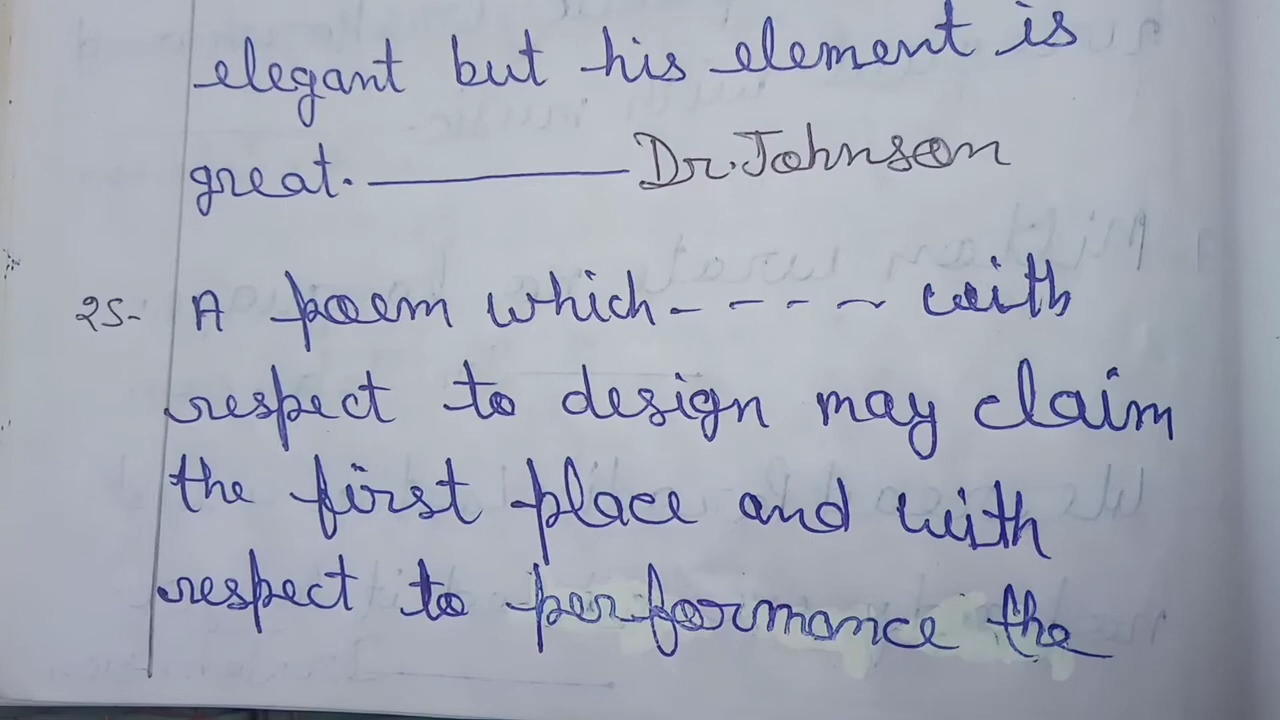 elegant but his element is
great. ———— Dr. Johnson
25- A poem which - - - - - with
respect to design may claim
the first place and with
respect to performance the